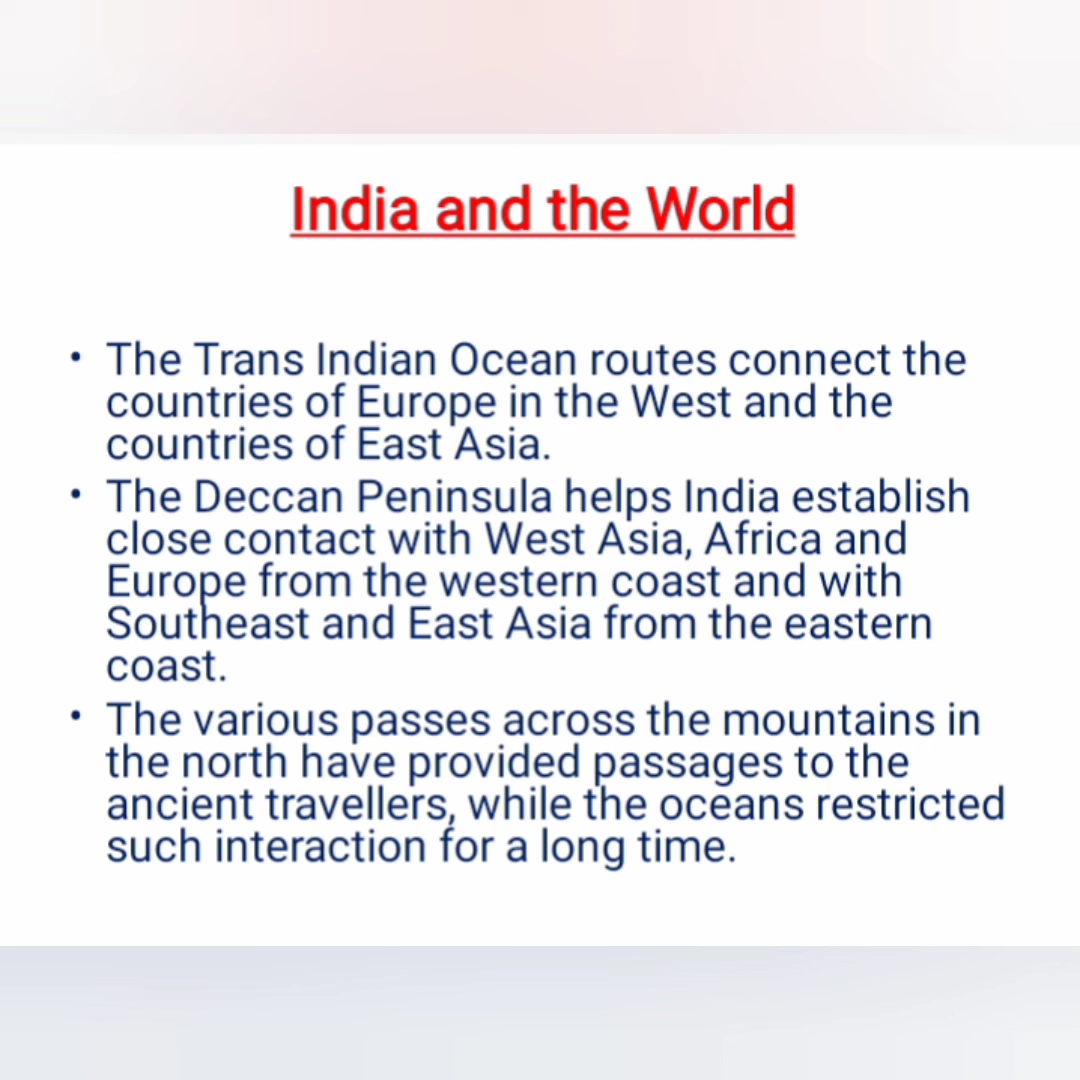 India and the World
• The Trans Indian Ocean routes connect the
countries of Europe in the West and the
countries of East Asia.
• The Deccan Peninsula helps India establish
close contact with West Asia, Africa and
Europe from the western coast and with
Southeast and East Asia from the eastern
coast.
• The various passes across the mountains in
the north have provided passages to the
ancient travellers, while the oceans restricted
such interaction for a long time.